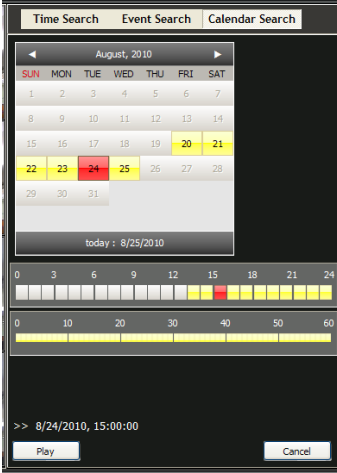 Time Search Event Search Calendar Search
August, 2010
SUN MON TUE WED THU FRI SAT
1 2 3 4 5 6 7
8 9 10 11 12 13 14
15 16 17 18 19 20 21
22 23 24 25 26 27 28
29 30 31
today : 8/25/2010
0 3 6 9 12 15 18 21 24
0 10 20 30 40 50 60
>> 8/24/2010, 15:00:00
Play Cancel